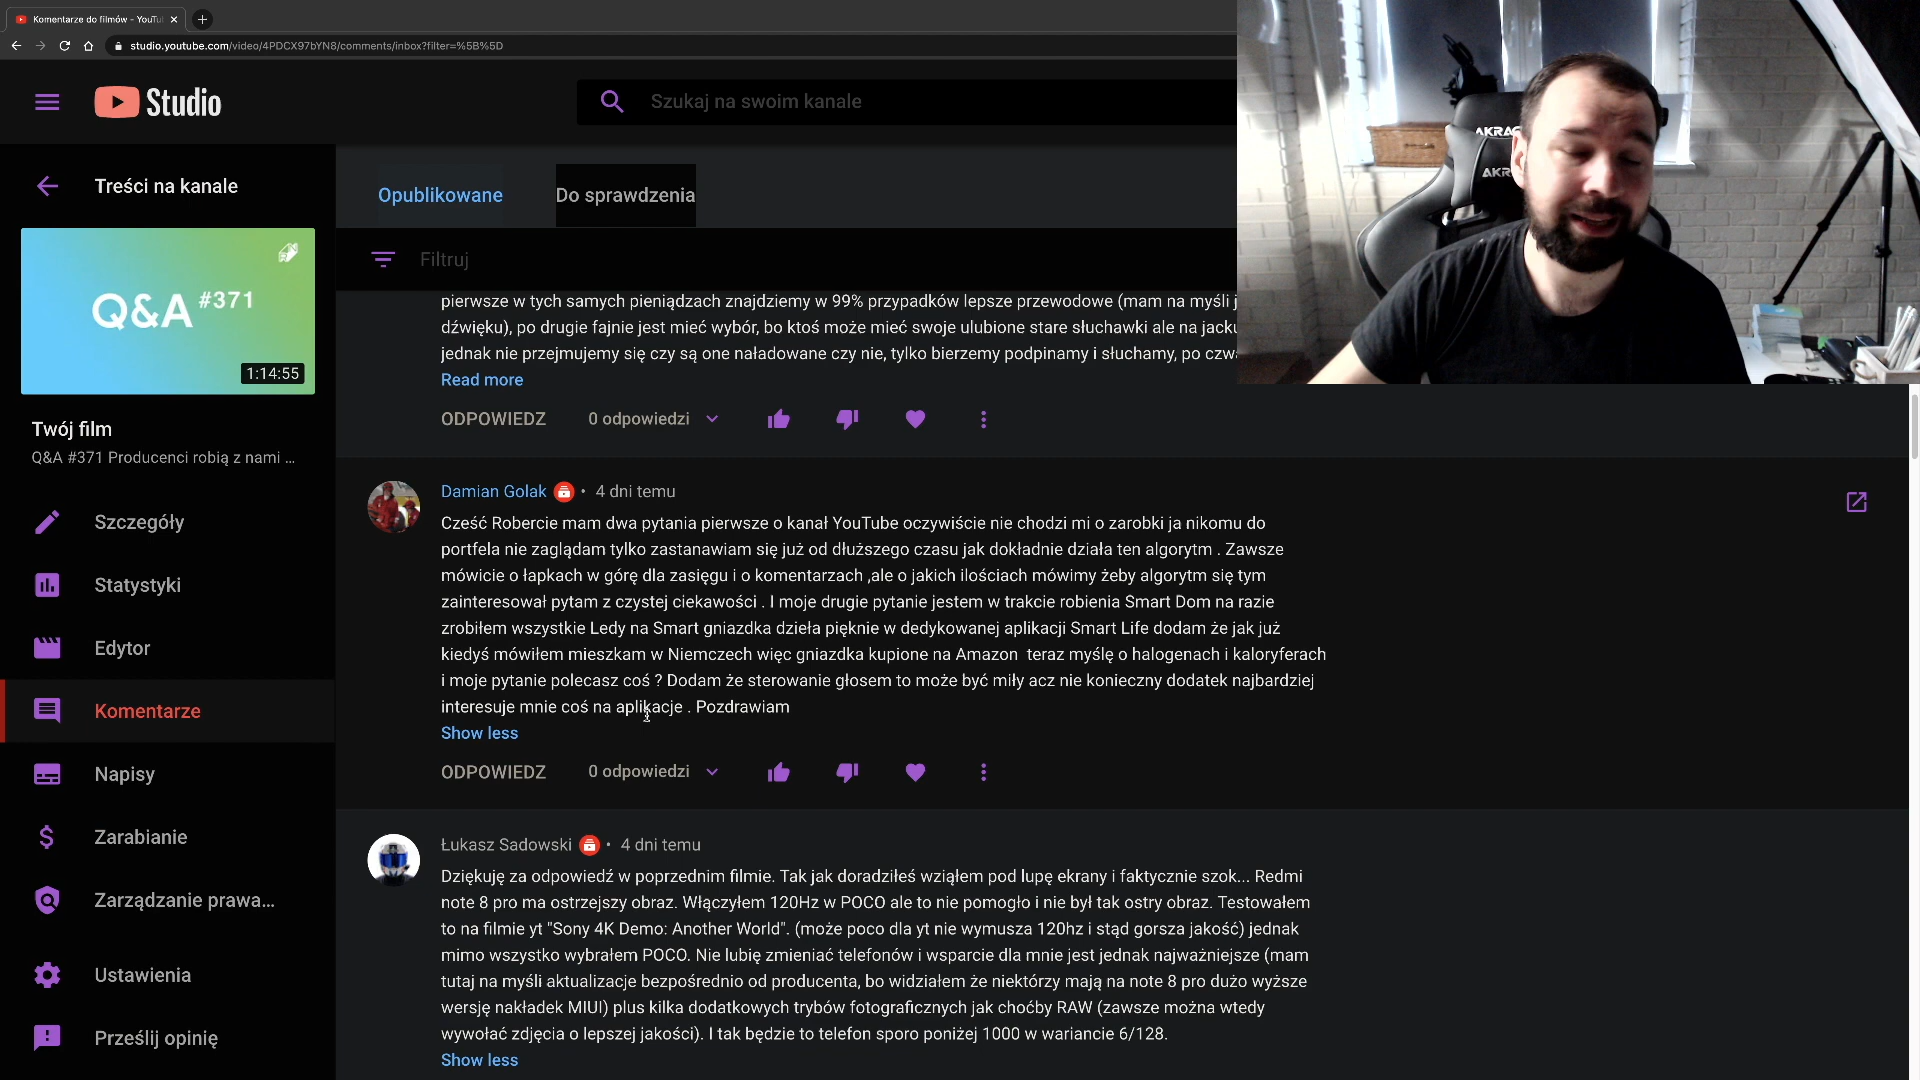 Komentarze do filmów - YouTu
studio.youtube.com/video/4PDCX97bYN8/comments/inbox?filter=%5B%5D
Studio
Szukaj na swoim kanale
Treści na kanale
Q&A #371
1:14:55
Twój film
Q&A #371 Producenci robią z nami ...
Szczegóły
Statystyki
Edytor
Komentarze
Napisy
Zarabianie
Zarządzanie prawa...
Ustawienia
Prześlij opinię
Opublikowane
Do sprawdzenia
Filtruj
pierwsze w tych samych pieniądzach znajdziemy w 99% przypadków lepsze przewodowe (mam na myśli j
dźwięku), po drugie fajnie jest mieć wybór, bo ktoś może mieć swoje ulubione stare słuchawki ale na jacku
jednak nie przejmujemy się czy są one naładowane czy nie, tylko bierzemy podpinamy i słuchamy, po czwa
Read more
ODPOWIEDZ 0 odpowiedzi
Damian Golak • 4 dni temu
Cześć Robercie mam dwa pytania pierwsze o kanał YouTube oczywiście nie chodzi mi o zarobki ja nikomu do
portfela nie zaglądam tylko zastanawiam się już od dłuższego czasu jak dokładnie działa ten algorytm . Zawsze
mówicie o łapkach w górę dla zasięgu i o komentarzach ,ale o jakich ilościach mówimy żeby algorytm się tym
zainteresował pytam z czystej ciekawości . I moje drugie pytanie jestem w trakcie robienia Smart Dom na razie
zrobiłem wszystkie Ledy na Smart gniazdka dzieła pięknie w dedykowanej aplikacji Smart Life dodam że jak już
kiedyś mówiłem mieszkam w Niemczech więc gniazdka kupione na Amazon teraz myślę o halogenach i kaloryferach
i moje pytanie polecasz coś ? Dodam że sterowanie głosem to może być miły acz nie konieczny dodatek najbardziej
interesuje mnie coś na aplikacje . Pozdrawiam
Show less
ODPOWIEDZ 0 odpowiedzi
Łukasz Sadowski • 4 dni temu
Dziękuję za odpowiedź w poprzednim filmie. Tak jak doradziłeś wziąłem pod lupę ekrany i faktycznie szok... Redmi
note 8 pro ma ostrzejszy obraz. Włączyłem 120Hz w POCO ale to nie pomogło i nie był tak ostry obraz. Testowałem
to na filmie yt "Sony 4K Demo: Another World". (może poco dla yt nie wymusza 120hz i stąd gorsza jakość) jednak
mimo wszystko wybrałem POCO. Nie lubię zmieniać telefonów i wsparcie dla mnie jest jednak najważniejsze (mam
tutaj na myśli aktualizacje bezpośrednio od producenta, bo widziałem że niektórzy mają na note 8 pro dużo wyższe
wersję nakładek MIUI) plus kilka dodatkowych trybów fotograficznych jak choćby RAW (zawsze można wtedy
wywołać zdjęcia o lepszej jakości). I tak będzie to telefon sporo poniżej 1000 w wariancie 6/128.
Show less